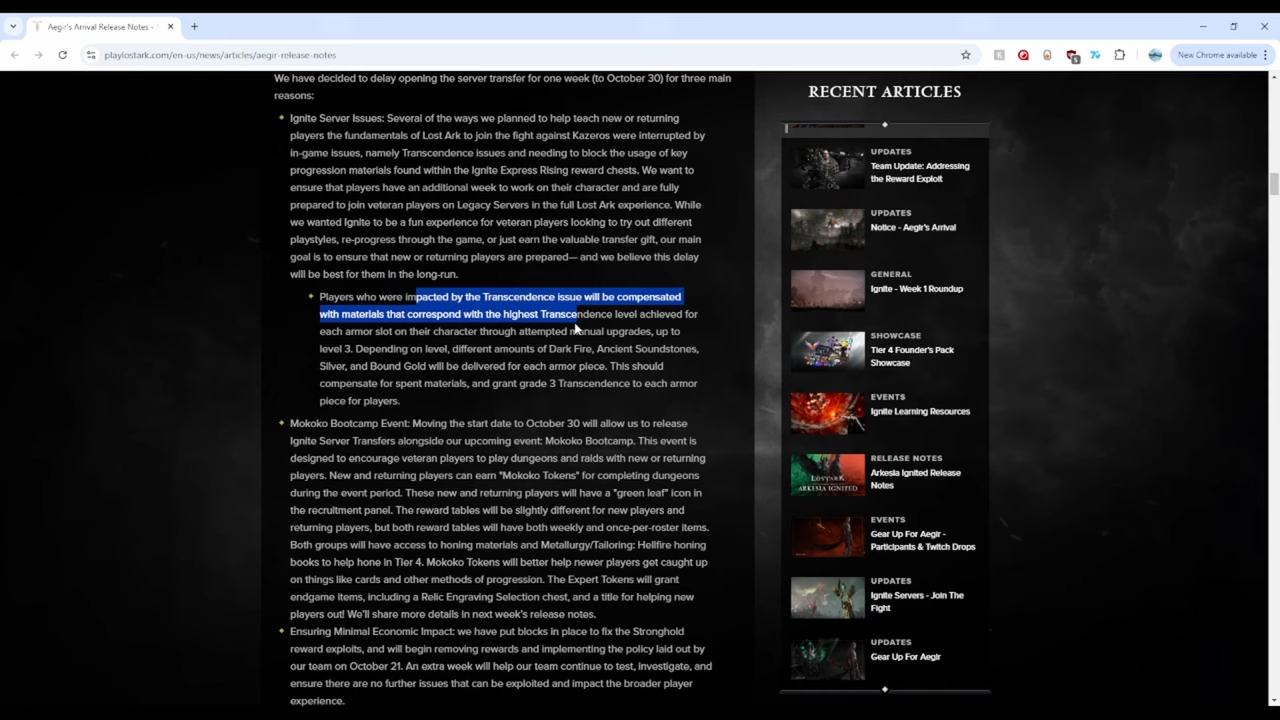 Aegir's Arrival Release Notes -
playlostark.com/en-us/news/articles/aegir-release-notes
New Chrome available
We have decided to delay opening the server transfer for one week (to October 30) for three main
reasons:
Ignite Server Issues: Several of the ways we planned to help teach new or returning
players the fundamentals of Lost Ark to join the fight against Kazeros were interrupted by
in-game issues, namely Transcendence issues and needing to block the usage of key
progression materials found within the Ignite Express Rising reward chests. We want to
ensure that players have an additional week to work on their character and are fully
prepared to join veteran players on Legacy Servers in the full Lost Ark experience. While
we wanted Ignite to be a fun experience for veteran players looking to try out different
playstyles, re-progress through the game, or just earn the valuable transfer gift, our main
goal is to ensure that new or returning players are prepared— and we believe this delay
will be best for them in the long-run.
Players who were impacted by the Transcendence issue will be compensated
with materials that correspond with the highest Transcendence level achieved for
each armor slot on their character through attempted manual upgrades, up to
level 3. Depending on level, different amounts of Dark Fire, Ancient Soundstones,
Silver, and Bound Gold will be delivered for each armor piece. This should
compensate for spent materials, and grant grade 3 Transcendence to each armor
piece for players.
Mokoko Bootcamp Event: Moving the start date to October 30 will allow us to release
Ignite Server Transfers alongside our upcoming event: Mokoko Bootcamp. This event is
designed to encourage veteran players to play dungeons and raids with new or returning
players. New and returning players can earn "Mokoko Tokens" for completing dungeons
during the event period. These new and returning players will have a "green leaf" icon in
the recruitment panel. The reward tables will be slightly different for new players and
returning players, but both reward tables will have both weekly and once-per-roster items.
Both groups will have access to honing materials and Metallurgy/Tailoring: Hellfire honing
books to help hone in Tier 4. Mokoko Tokens will better help newer players get caught up
on things like cards and other methods of progression. The Expert Tokens will grant
endgame items, including a Relic Engraving Selection chest, and a title for helping new
players out! We'll share more details in next week's release notes.
Ensuring Minimal Economic Impact: we have put blocks in place to fix the Stronghold
reward exploits, and will begin removing rewards and implementing the policy laid out by
our team on October 21. An extra week will help our team continue to test, investigate, and
ensure there are no further issues that can be exploited and impact the broader player
experience.
RECENT ARTICLES
UPDATES
Team Update: Addressing
the Reward Exploit
UPDATES
Notice - Aegir's Arrival
GENERAL
Ignite - Week 1 Roundup
SHOWCASE
Tier 4 Founder's Pack
Showcase
EVENTS
Ignite Learning Resources
RELEASE NOTES
Arkesia Ignited Release
Notes
LOST ARK
ARKESIA IGNITED
EVENTS
Gear Up For Aegir -
Participants & Twitch Drops
UPDATES
Ignite Servers - Join The
Fight
UPDATES
Gear Up For Aegir